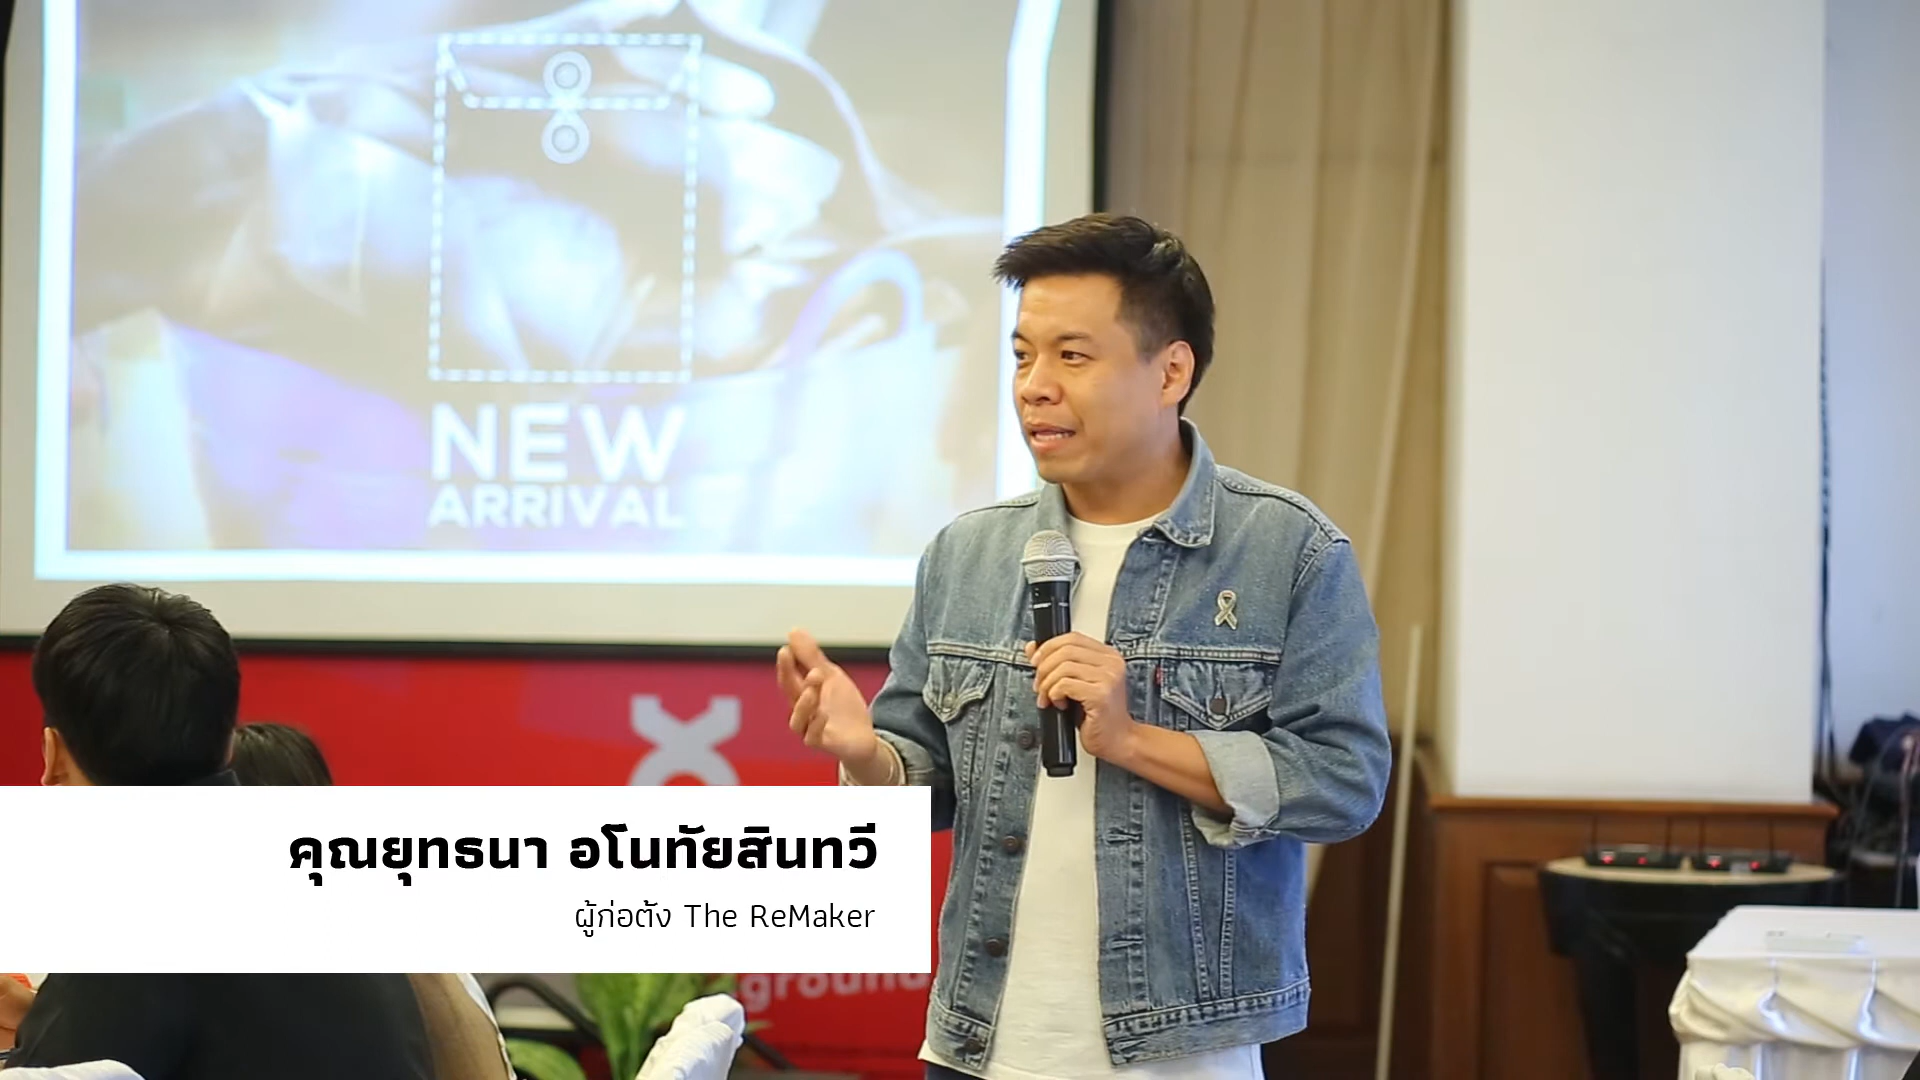 NEW
ARRIVAL
คุณยุทธนา อโนทัยสินทวี
ผู้ก่อตั้ง The ReMaker
ground